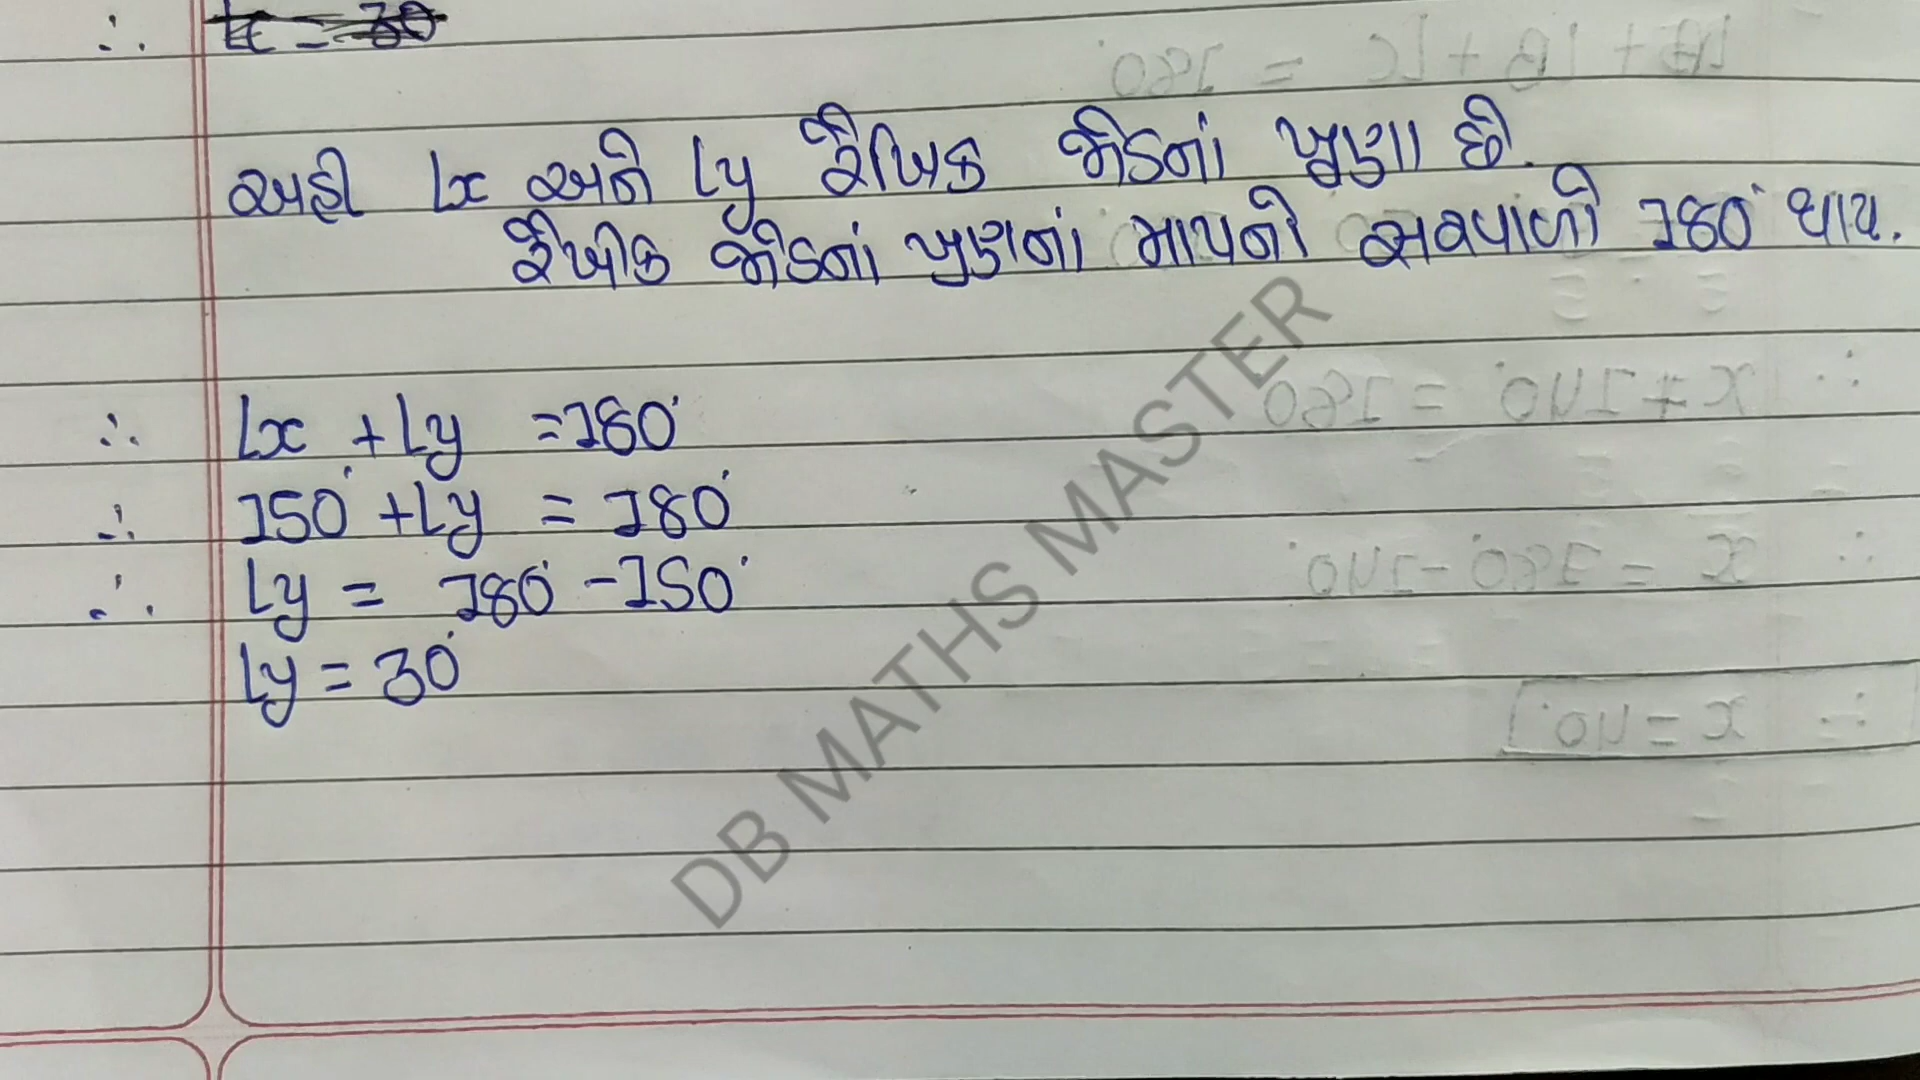 ∴
અહી ∠x અને ∠y રૈખિક જોડનાં ખૂણા છે.
રૈખીક જોડનાં ખુણનાં માપનો સરવાળો 180° થાય.
∴ ∠x + ∠y = 180°
∴ 150° + ∠y = 180°
∴ ∠y = 180° - 150°
∠y = 30°
DB MATHS MASTER